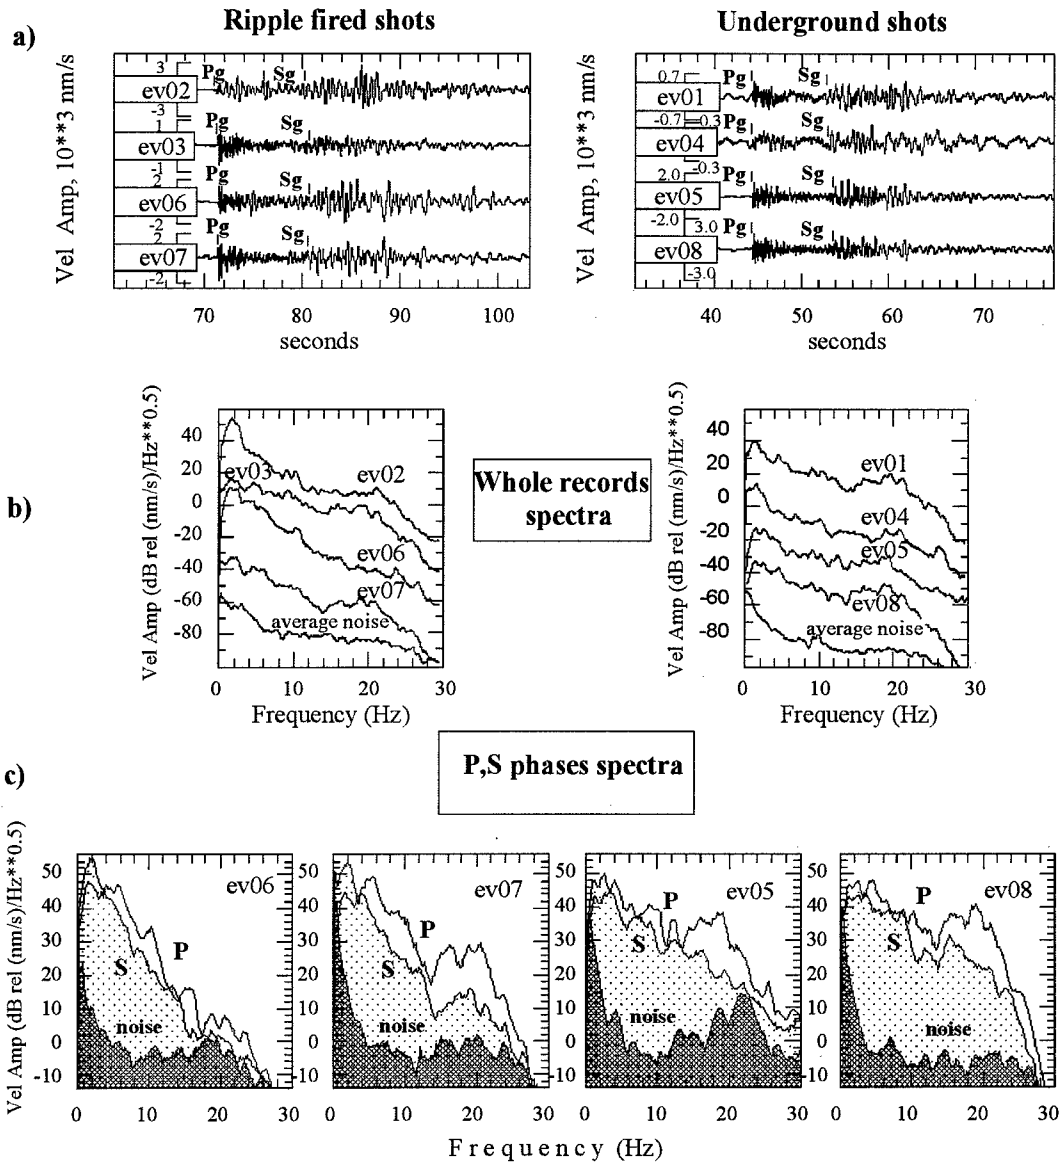 Ripple fired shots
Underground shots
a)
Vel Amp, 10**3 nm/s
3
Pg Sg
ev02
-3
1
Pg Sg
ev03
-1
2
Pg Sg
ev06
-2
2
Pg Sg
ev07
-2
70 80 90 100
seconds
Vel Amp, 10**3 nm/s
0.7 Pg Sg
ev01
-0.7 0.3
Pg Sg
ev04
-0.3
2.0 Pg Sg
ev05
-2.0 3.0
Pg Sg
ev08
-3.0
40 50 60 70
seconds
b)
Vel Amp (dB rel (nm/s)/Hz**0.5)
40
20
0
-20
-40
-60
-80
ev03 ev02
ev06
ev07
average noise
0 10 20 30
Frequency (Hz)
Whole records
spectra
Vel Amp (dB rel (nm/s)/Hz**0.5)
40
20
0
-20
-40
-60
-80
ev01
ev04
ev05
ev08
average noise
0 10 20 30
Frequency (Hz)
P,S phases spectra
c)
Vel Amp (dB rel (nm/s)/Hz**0.5)
50
40
30
20
10
0
-10
ev06
P
S
noise
0 10 20 30
50
40
30
20
10
0
-10
ev07
P
S
noise
0 10 20 30
50
40
30
20
10
0
-10
ev05
P
S
noise
0 10 20 30
50
40
30
20
10
0
-10
ev08
P
S
noise
0 10 20 30
Frequency (Hz)